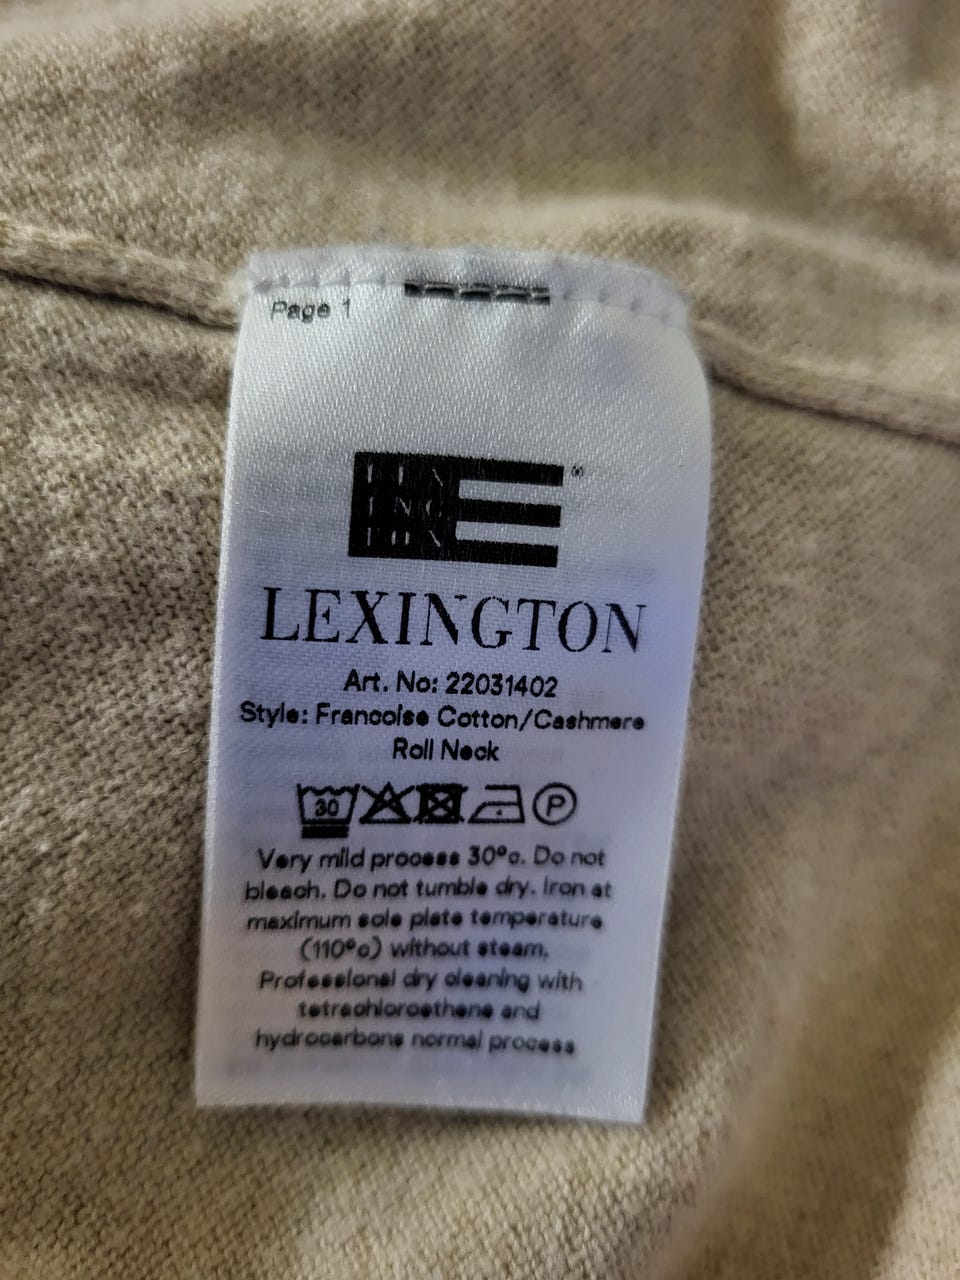 Page 1
LEXINGTON
Art. No: 22031402
Style: Francoise Cotton/Cashmere
Roll Neck
30
P
Very mild process 30°c. Do not
bleach. Do not tumble dry. Iron at
maximum sole plate temperature
(110°c) without steam.
Professional dry cleaning with
tetrachloroethene and
hydrocarbons normal process